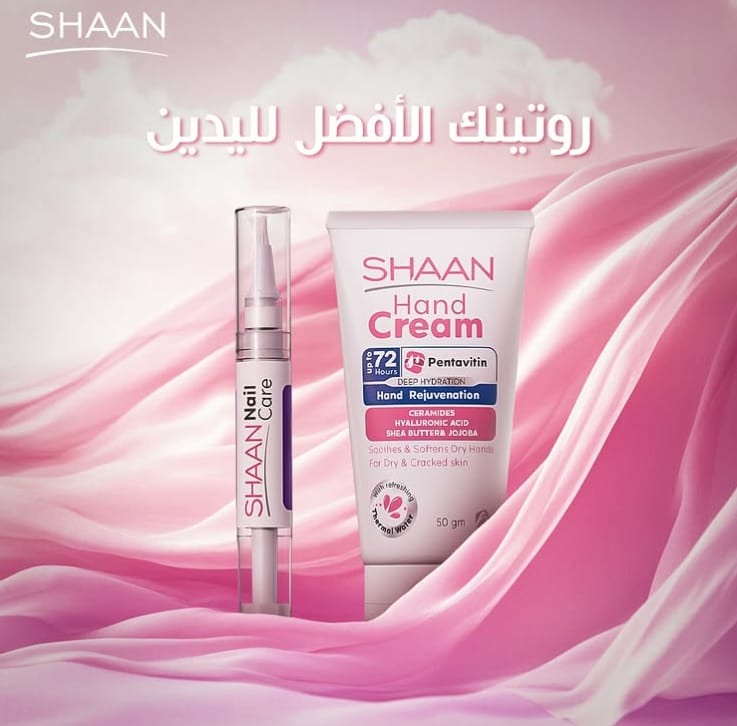 SHAAN
روتينك الأفضل لليدين
SHAAN Nail Care
SHAAN
Hand
Cream
up to 72 Hours
Pentavitin
DEEP HYDRATION
Hand Rejuvenation
CERAMIDES
HYALURONIC ACID
SHEA BUTTER& JOJOBA
Soothes & Softens Dry Hands
For Dry & Cracked skin
With refreshing
Thermal Water
50 gm